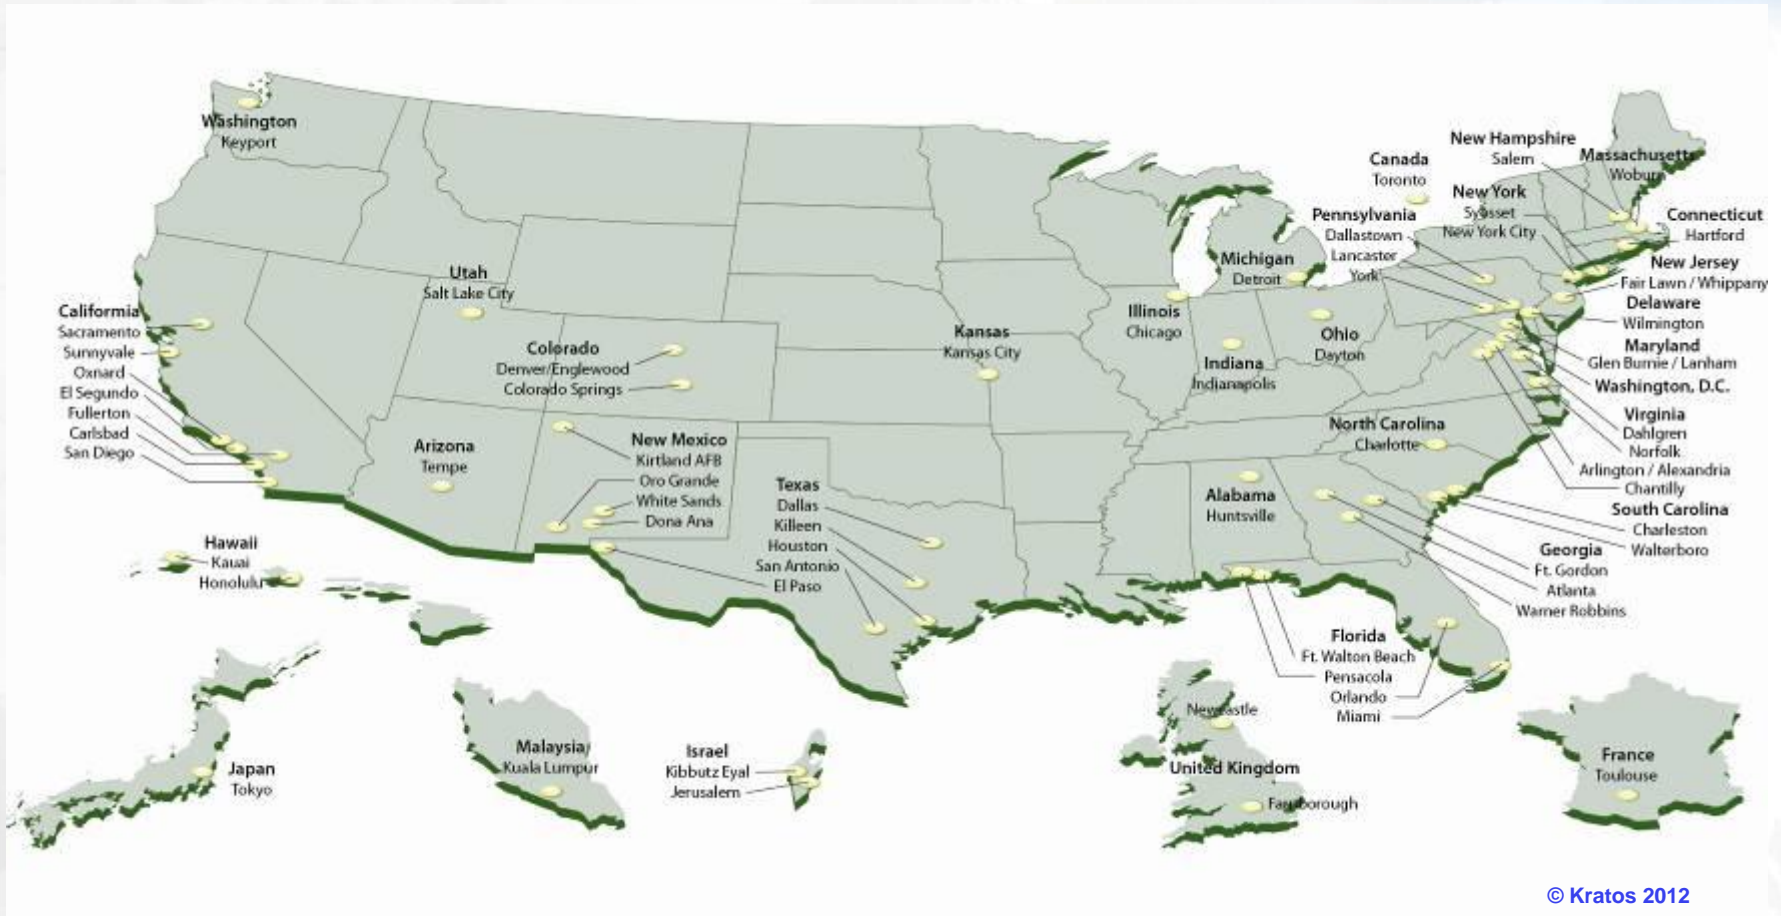 Washington
Keyport
California
Sacramento
Sunnyvale
Oxnard
El Segundo
Fullerton
Carlsbad
San Diego
Utah
Salt Lake City
Colorado
Denver/Englewood
Colorado Springs
Arizona
Tempe
New Mexico
Kirtland AFB
Oro Grande
White Sands
Dona Ana
Texas
Dallas
Killeen
Houston
San Antonio
El Paso
Kansas
Kansas City
Illinois
Chicago
Michigan
Detroit
Indiana
Indianapolis
Ohio
Dayton
Canada
Toronto
Pennsylvania
Dallastown
Lancaster
York
New Hampshire
Salem
New York
Syosset
New York City
Massachusetts
Woburn
Connecticut
Hartford
New Jersey
Fair Lawn / Whippany
Delaware
Wilmington
Maryland
Glen Burnie / Lanham
Washington, D.C.
Virginia
Dahlgren
Norfolk
Arlington / Alexandria
Chantilly
North Carolina
Charlotte
South Carolina
Charleston
Walterboro
Alabama
Huntsville
Georgia
Ft. Gordon
Atlanta
Warner Robbins
Florida
Ft. Walton Beach
Pensacola
Orlando
Miami
Hawaii
Kauai
Honolulu
Japan
Tokyo
Malaysia
Kuala Lumpur
Israel
Kibbutz Eyal
Jerusalem
Newcastle
United Kingdom
Farnborough
France
Toulouse
© Kratos 2012